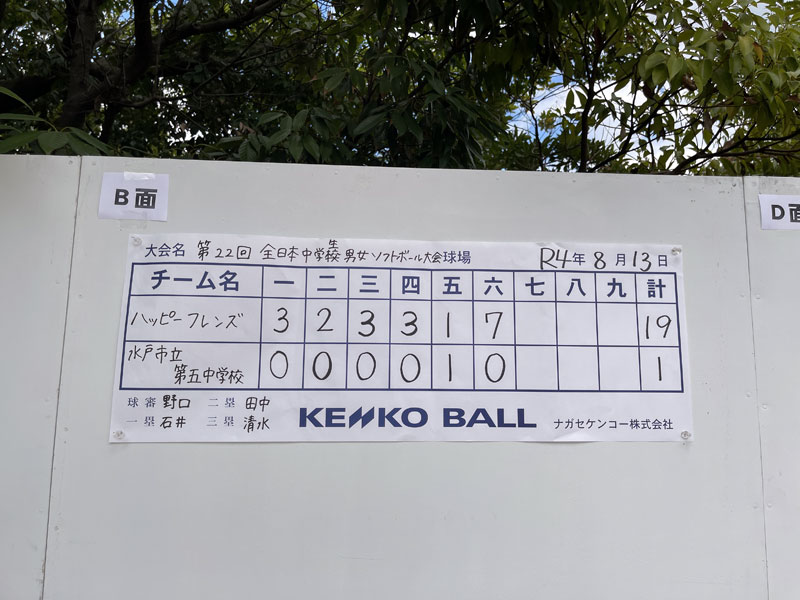 B面
D面
大会名 第22回 全日本中学生男女ソフトボール大会 球場 R4年 8月 13日
チーム名 一 二 三 四 五 六 七 八 九 計
ハッピーフレンズ 3 2 3 3 1 7 19
水戸市立
第五中学校 0 0 0 0 1 0 1
球審 野口 二塁 田中
一塁 石井 三塁 清水
KENKO BALL ナガセケンコー株式会社